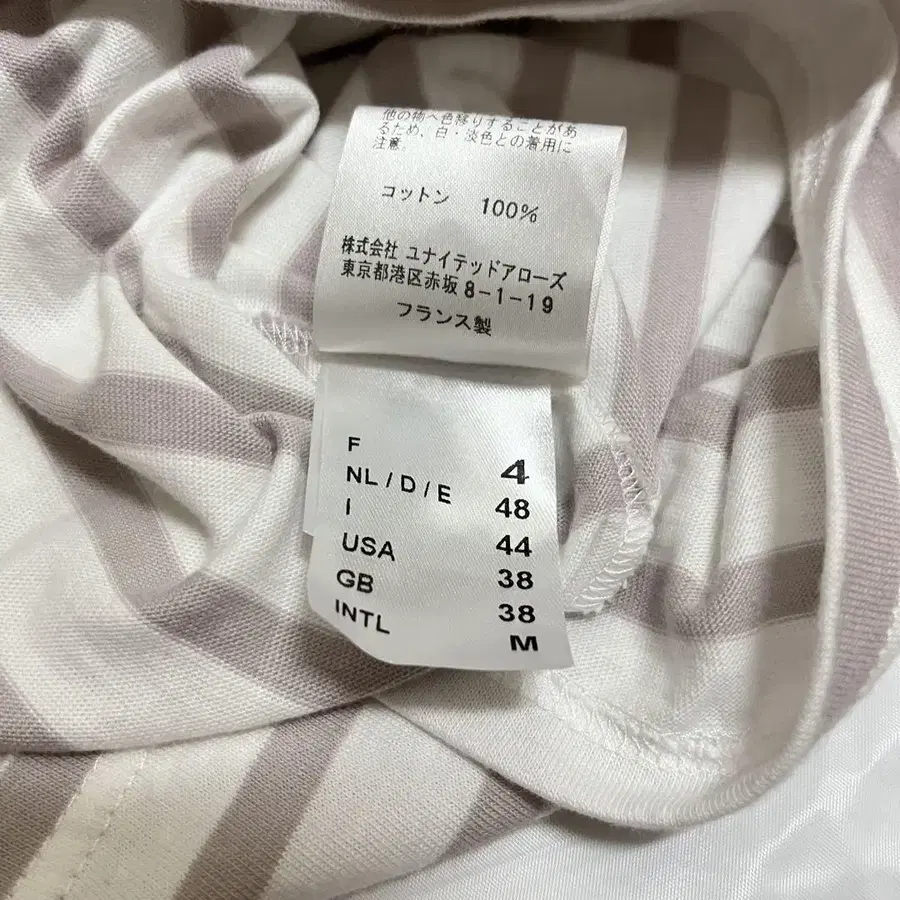 他の物へ色移りすることがあ
るため、白・淡色との着用に
注意
コットン 100%
株式会社 ユナイテッドアローズ
東京都港区赤坂8-1-19
フランス製
F 4
NL/D/E 48
I 44
USA 38
GB 38
INTL M